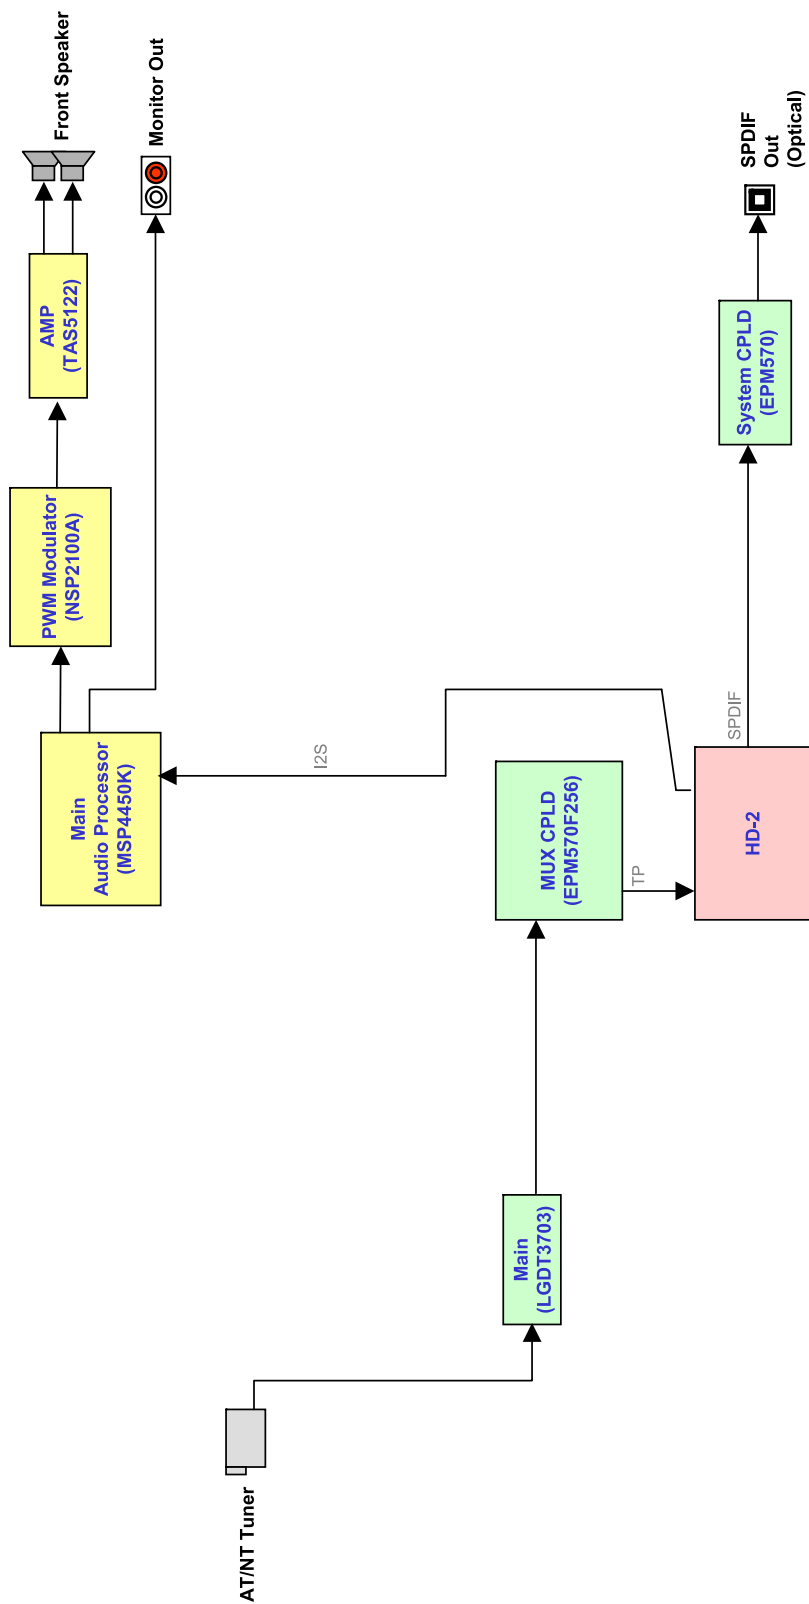 AT/NT Tuner
Main
(LGDT3703)
MUX CPLD
(EPM570F256)
TP
HD-2
I2S
SPDIF
Main
Audio Processor
(MSP4450K)
PWM Modulator
(NSP2100A)
AMP
(TAS5122)
Front Speaker
Monitor Out
System CPLD
(EPM570)
SPDIF
Out
(Optical)